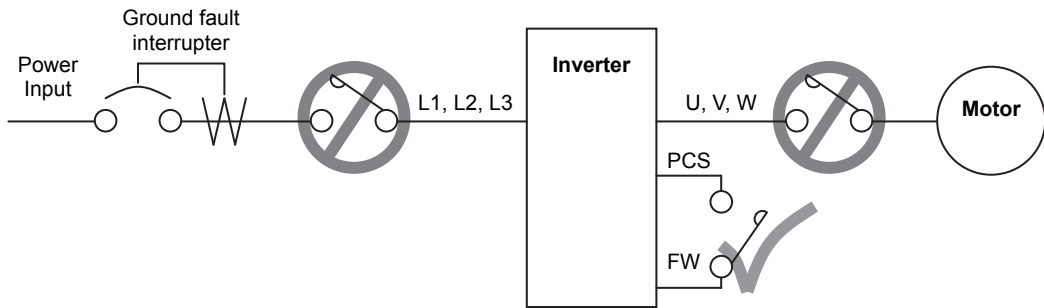 Ground fault
interrupter
Power
Input
L1, L2, L3
Inverter
U, V, W
Motor
PCS
FW